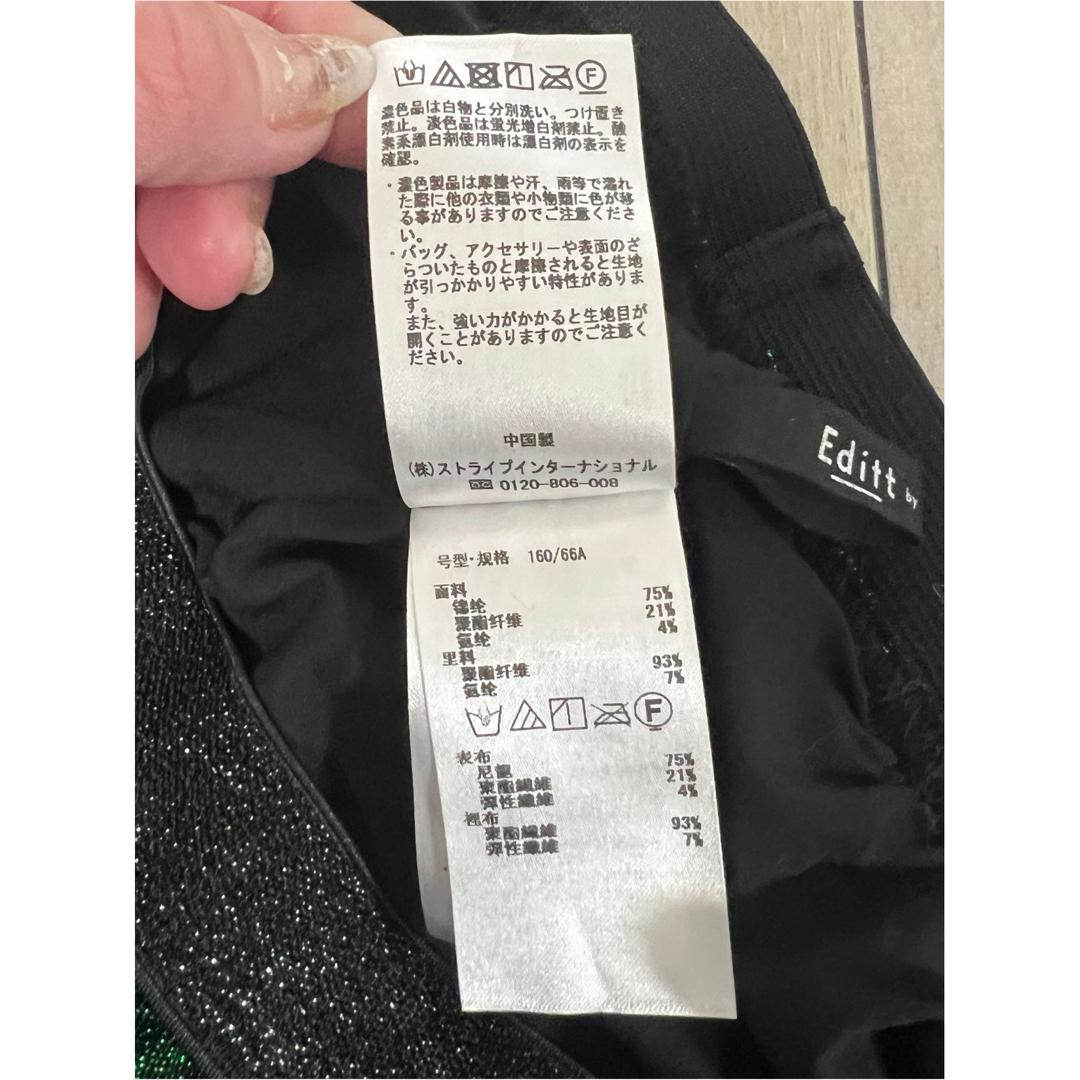 F
濃色品は白物と分別洗い。つけ置き
禁止。淡色品は蛍光増白剤禁止。酸
素系漂白剤使用時は漂白剤の表示を
確認。
・濃色製品は摩擦や汗、雨等で濡れ
た際に他の衣類や小物類に色が移
る事がありますのでご注意くださ
い。
・バッグ、アクセサリーや表面のざ
らついたものと摩擦されると生地
が引っかかりやすい特性がありま
す。
また、強い力がかかると生地目が
開くことがありますのでご注意く
ださい。
中国製
(株)ストライプインターナショナル
0120-806-008
Editt by
号型・规格 160/66A
面料
锦纶 75%
聚酯纤维 21%
氨纶 4%
里料
聚酯纤维 93%
氨纶 7%
F
表布
尼龍 75%
聚酯纖維 21%
彈性纖維 4%
裡布
聚酯纖維 93%
彈性纖維 7%